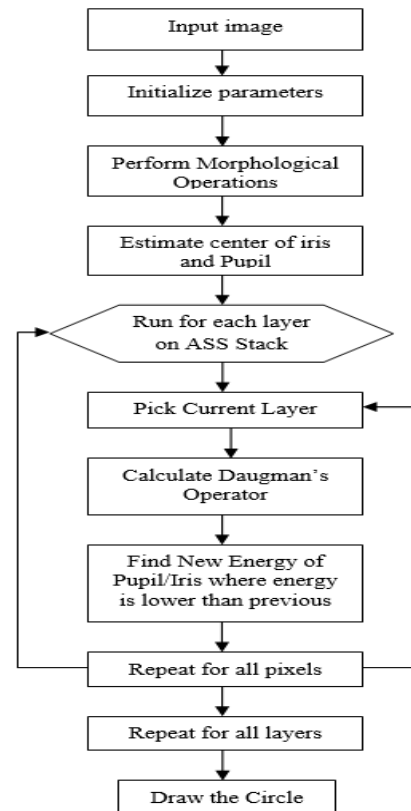 Input image
Initialize parameters
Perform Morphological
Operations
Estimate center of iris
and Pupil
Run for each layer
on ASS Stack
Pick Current Layer
Calculate Daugman's
Operator
Find New Energy of
Pupil/Iris where energy
is lower than previous
Repeat for all pixels
Repeat for all layers
Draw the Circle